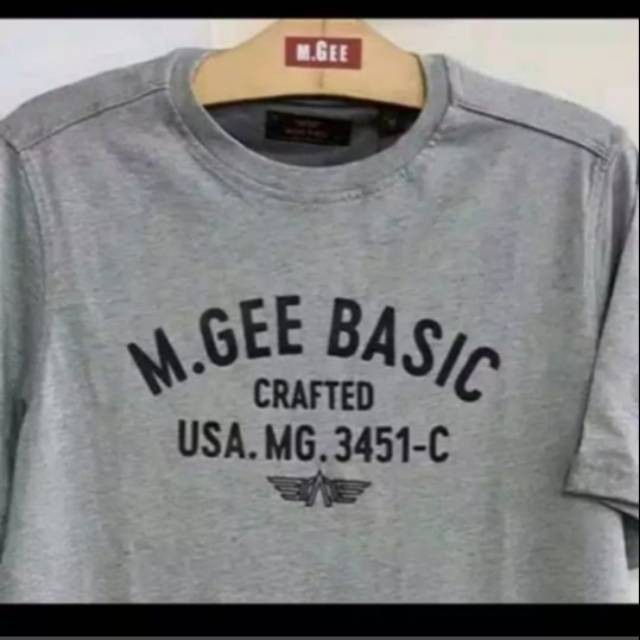 M.GEE
M.GEE BASIC
CRAFTED
USA. MG. 3451-C